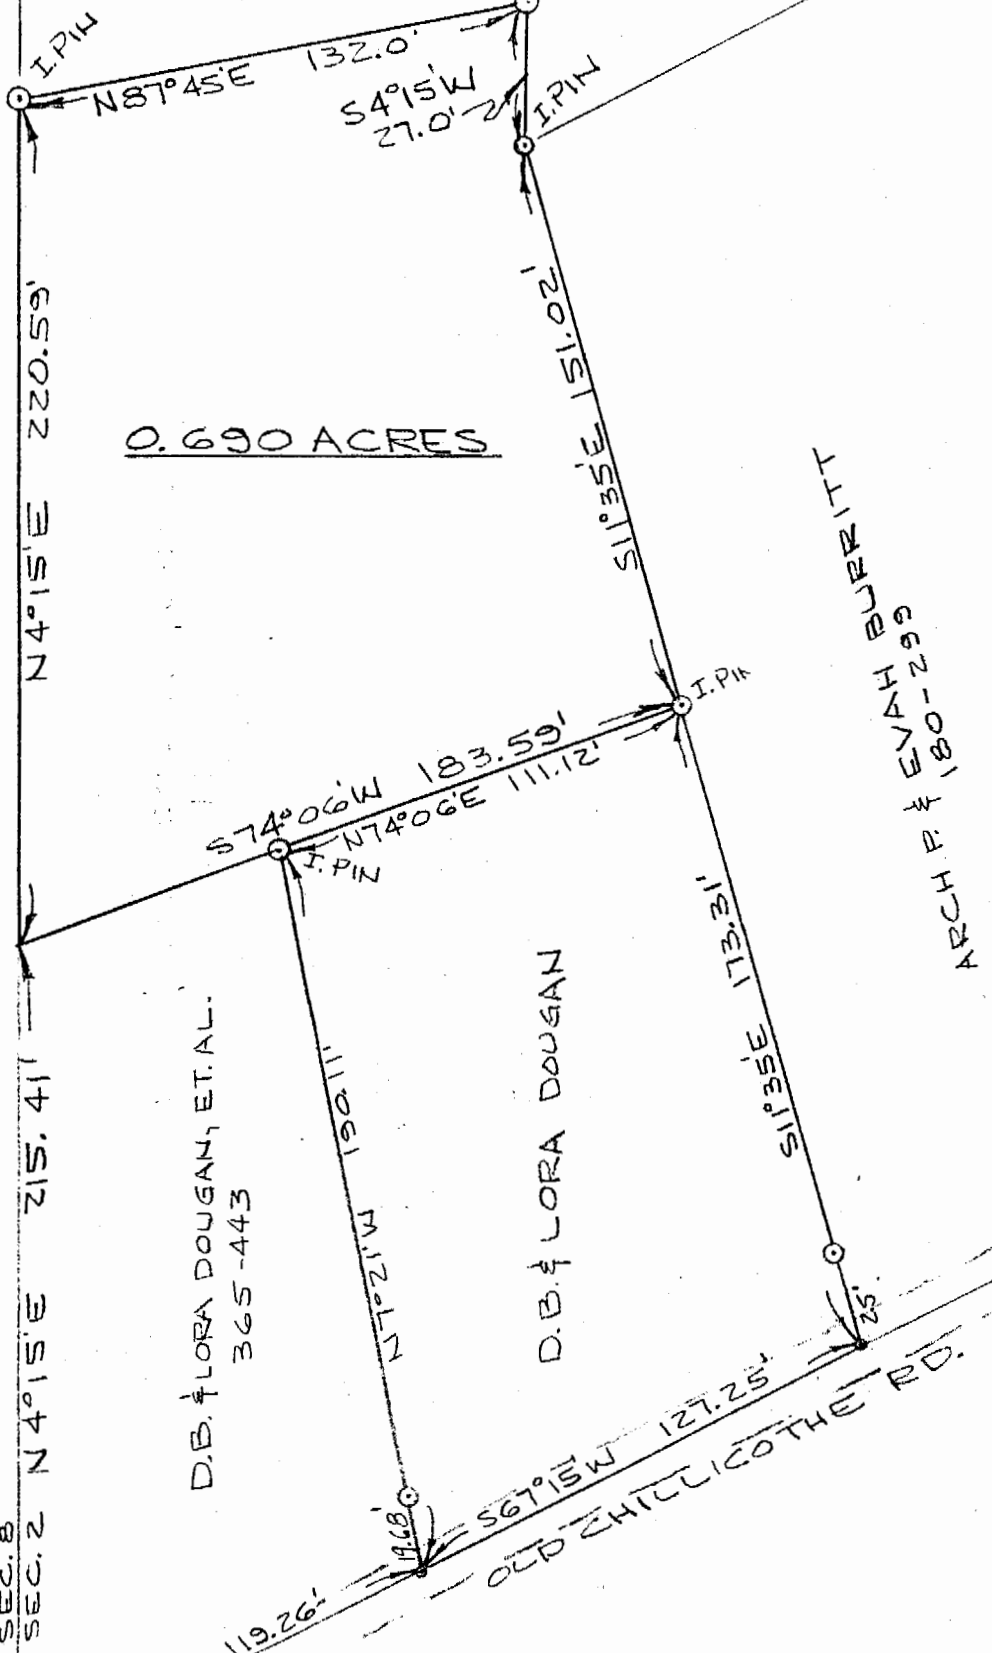 I.PIN
N87°45'E 132.0'
S4°15'W
27.0'
I.PIN
N4°15'E 220.59'
0.690 ACRES
S11°35'E 151.02'
ARCH P. & EVAH BURRITT
180-299
I.PIN
S74°06'W 183.59'
N74°06'E 111.12'
I.PIN
D.B. & LORA DOUGAN, ET. AL.
365-443
N7°21'W 190.11'
D.B. & LORA DOUGAN
S11°35'E 173.31'
25'
N4°15'E 215.41'
SEC. 8
SEC. 2
19.68'
S67°15'W 127.25'
OLD CHILLICOTHE RD.
119.26'